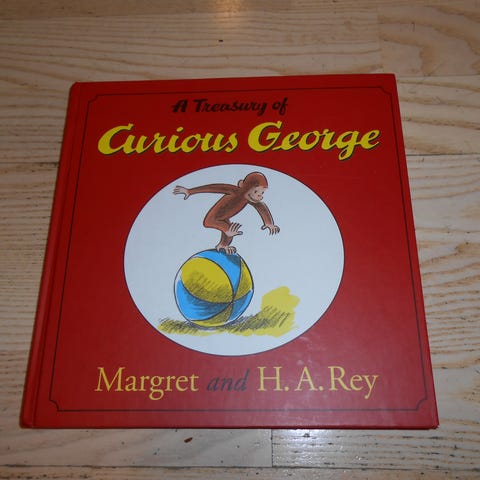 A Treasury of
Curious George
Margret and H. A. Rey